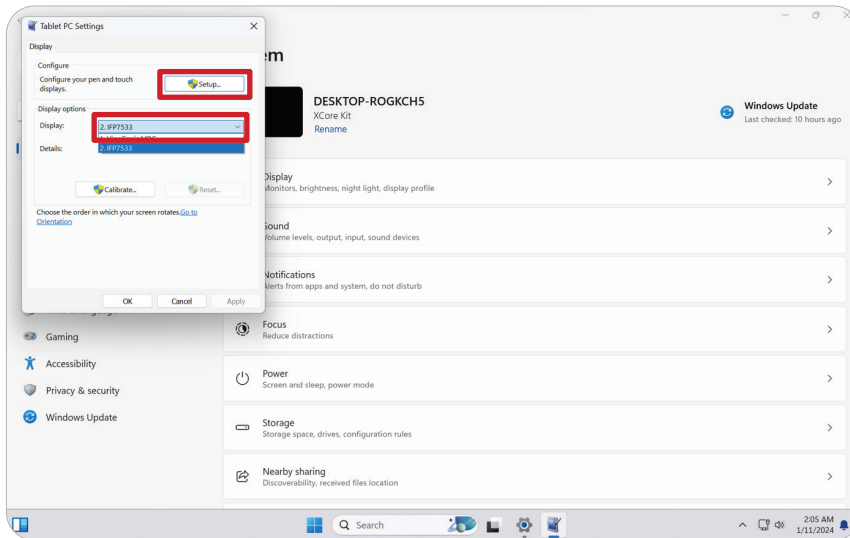 Tablet PC Settings
Display
Configure
Configure your pen and touch
displays.
Setup...
Display options
Display:
2. IFP7533
2. IFP7533
Details:
Calibrate...
Reset...
Choose the order in which your screen rotates.Go to
Orientation
OK
Cancel
Apply
em
DESKTOP-ROGKCH5
XCore Kit
Rename
Windows Update
Last checked: 10 hours ago
Display
Monitors, brightness, night light, display profile
Sound
Volume levels, output, input, sound devices
Notifications
Alerts from apps and system, do not disturb
Focus
Reduce distractions
Power
Screen and sleep, power mode
Storage
Storage space, drives, configuration rules
Nearby sharing
Discoverability, received files location
Gaming
Accessibility
Privacy & security
Windows Update
Search
2:05 AM
1/11/2024